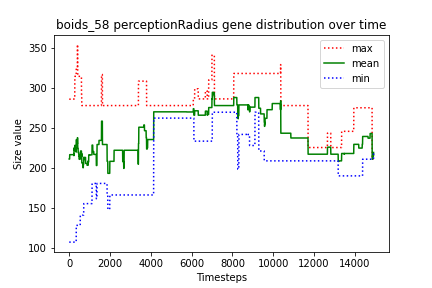 boids_58 perceptionRadius gene distribution over time
350
300
250
200
150
100
Size value
max
mean
min
0
2000
4000
6000
8000
10000
12000
14000
Timesteps